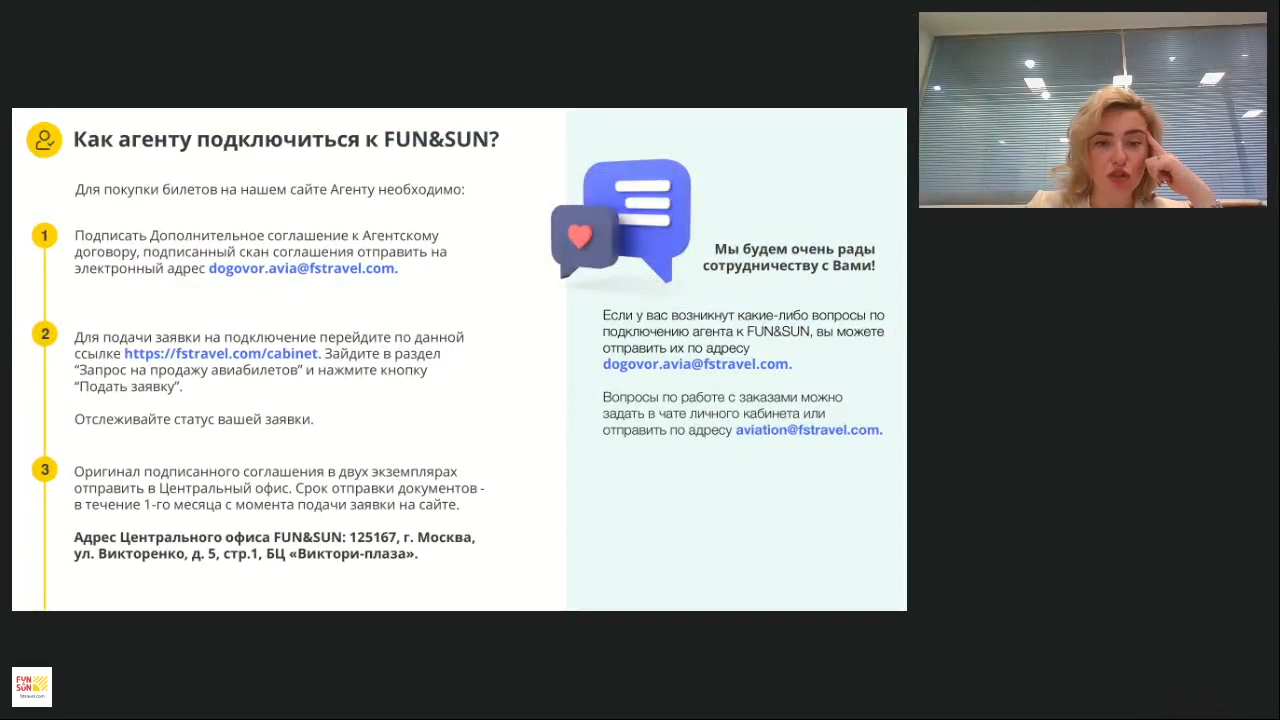 Как агенту подключиться к FUN&SUN?
Для покупки билетов на нашем сайте Агенту необходимо:
1
Подписать Дополнительное соглашение к Агентскому
договору, подписанный скан соглашения отправить на
электронный адрес dogovor.avia@fstravel.com.
2
Для подачи заявки на подключение перейдите по данной
ссылке https://fstravel.com/cabinet. Зайдите в раздел
“Запрос на продажу авиабилетов” и нажмите кнопку
“Подать заявку”.
Отслеживайте статус вашей заявки.
3
Оригинал подписанного соглашения в двух экземплярах
отправить в Центральный офис. Срок отправки документов -
в течение 1-го месяца с момента подачи заявки на сайте.
Адрес Центрального офиса FUN&SUN: 125167, г. Москва,
ул. Викторенко, д. 5, стр.1, БЦ «Виктори-плаза».
Мы будем очень рады
сотрудничеству с Вами!
Если у вас возникнут какие-либо вопросы по
подключению агента к FUN&SUN, вы можете
отправить их по адресу
dogovor.avia@fstravel.com.
Вопросы по работе с заказами можно
задать в чате личного кабинета или
отправить по адресу aviation@fstravel.com.
FUN
&SUN
fstravel.com